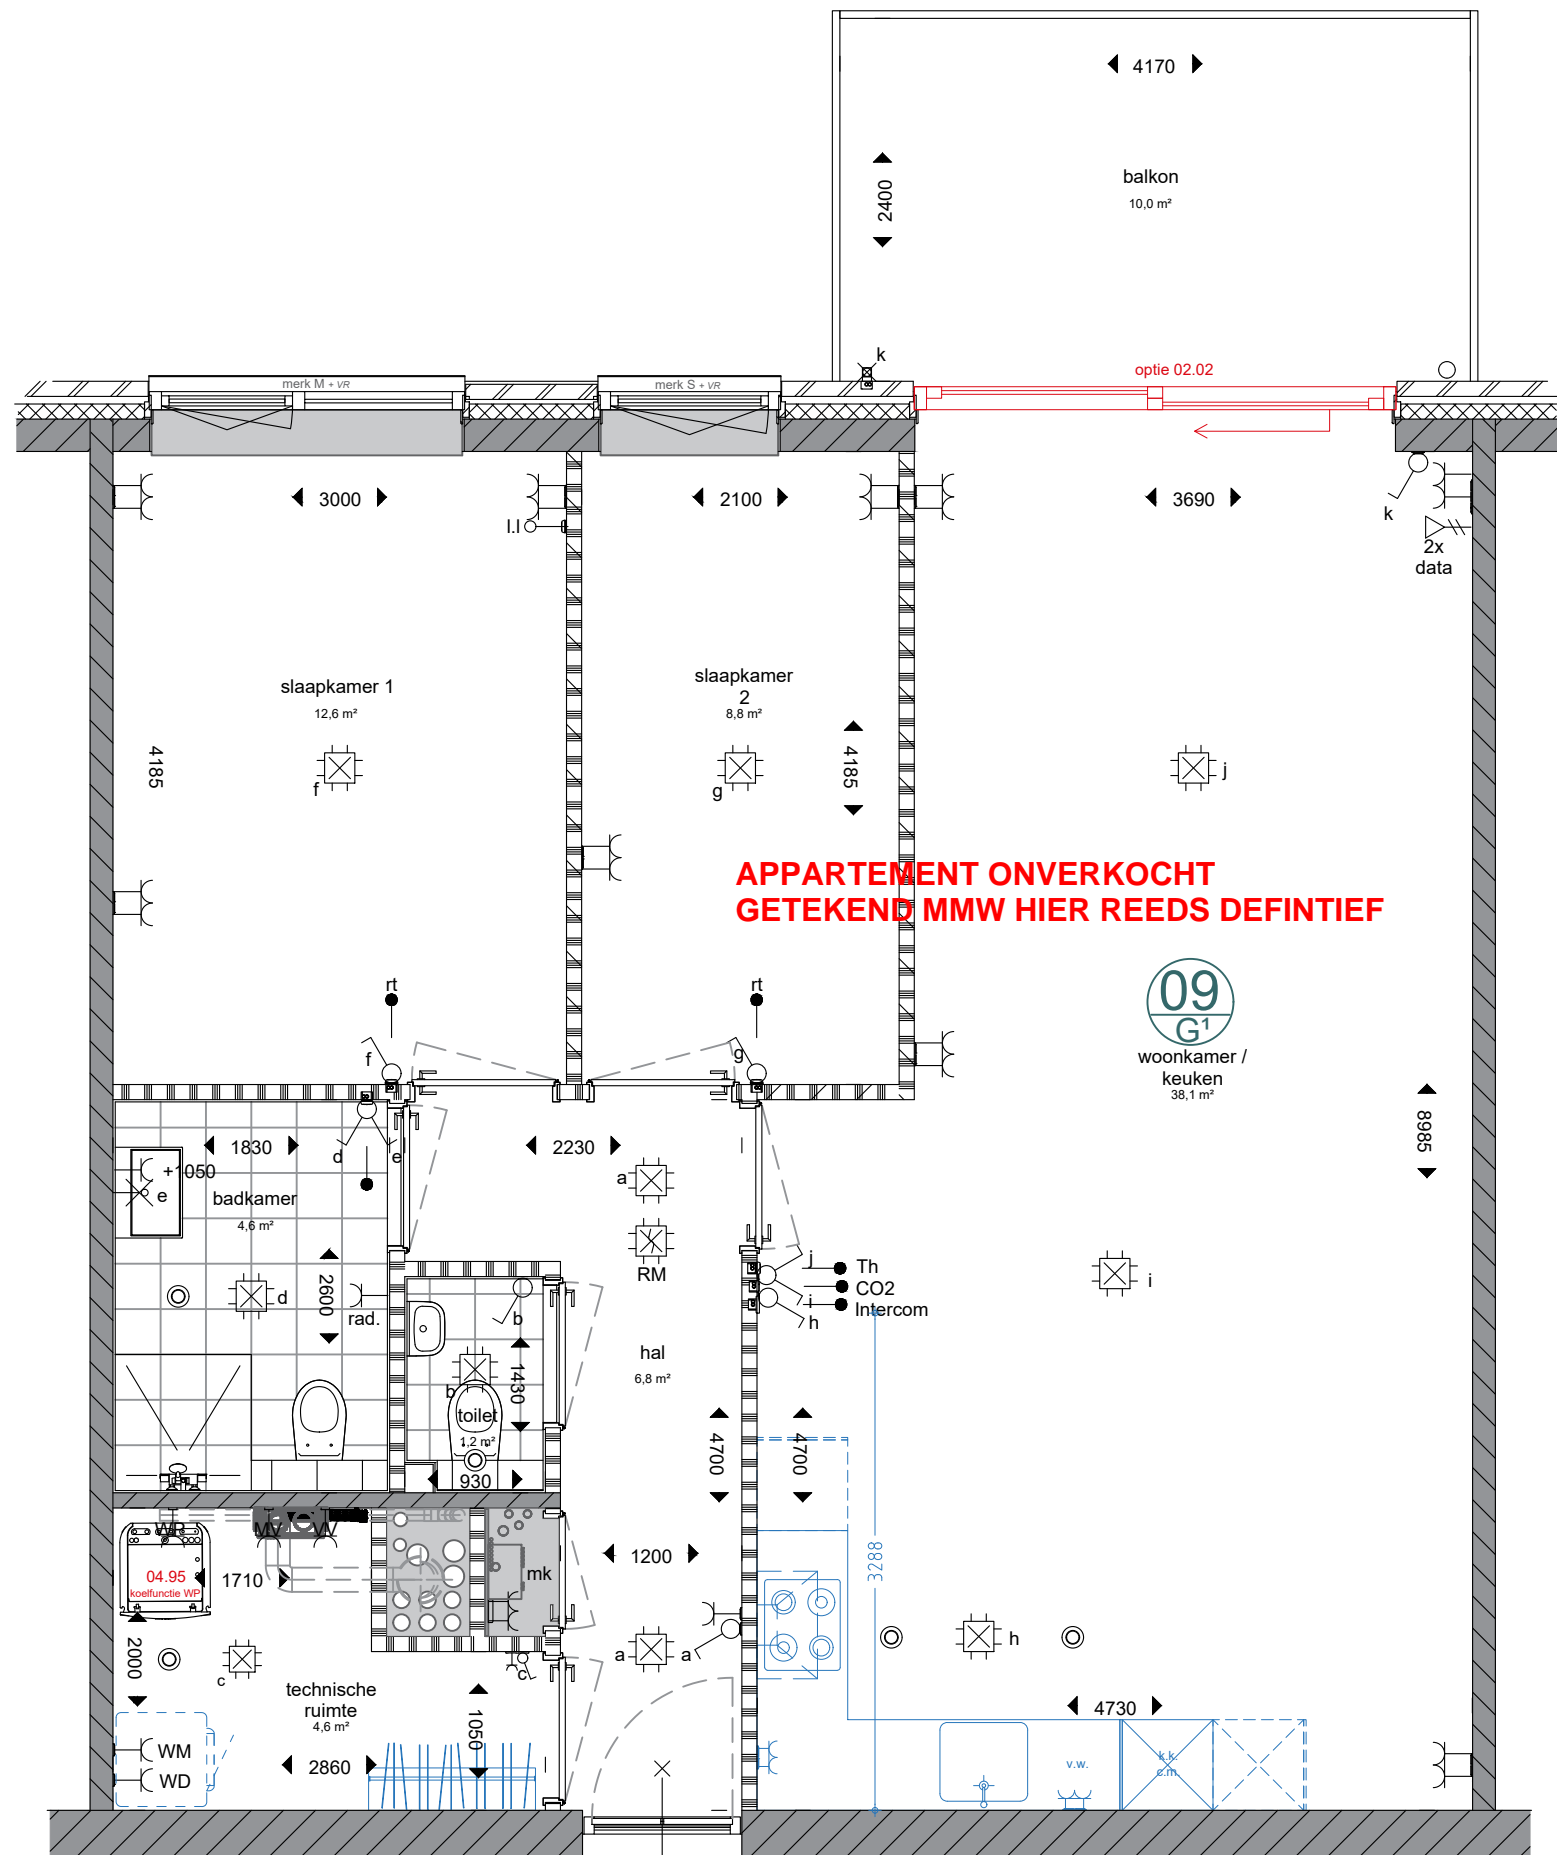 4170
2400
balkon
10,0 m²
k
optie 02.02
merk M + VR
merk S + VR
3000
2100
3690
k
l.l
2x
data
slaapkamer 1
12,6 m²
slaapkamer
2
8,8 m²
4185
f
g
4185
j
APPARTEMENT ONVERKOCHT
GETEKEND MMW HIER REEDS DEFINTIEF
09
G¹
woonkamer /
keuken
38,1 m²
rt
rt
f
g
8985
1830
d
e
2230
+1050
e
badkamer
4,6 m²
a
RM
2600
d
rad.
b
j
i
h
Th
CO2
Intercom
i
hal
6,8 m²
1430
b
toilet
1,2 m²
930
4700
4700
3288
WP
MV
VV
04.95
koelfunctie WP
1710
mk
1200
2000
c
c
a
a
h
technische
ruimte
4,6 m²
1050
4730
WM
WD
2860
v.w.
k.k.
c.m.